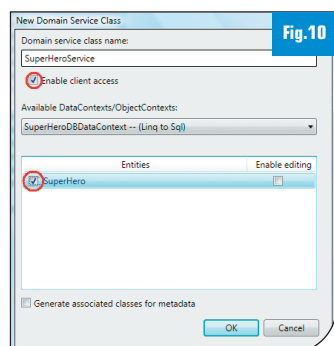 New Domain Service Class
Fig.10
Domain service class name:
SuperHeroService
Enable client access
Available DataContexts/ObjectContexts:
SuperHeroDBDataContext -- (Linq to Sql)
Entities Enable editing
SuperHero
Generate associated classes for metadata
OK Cancel